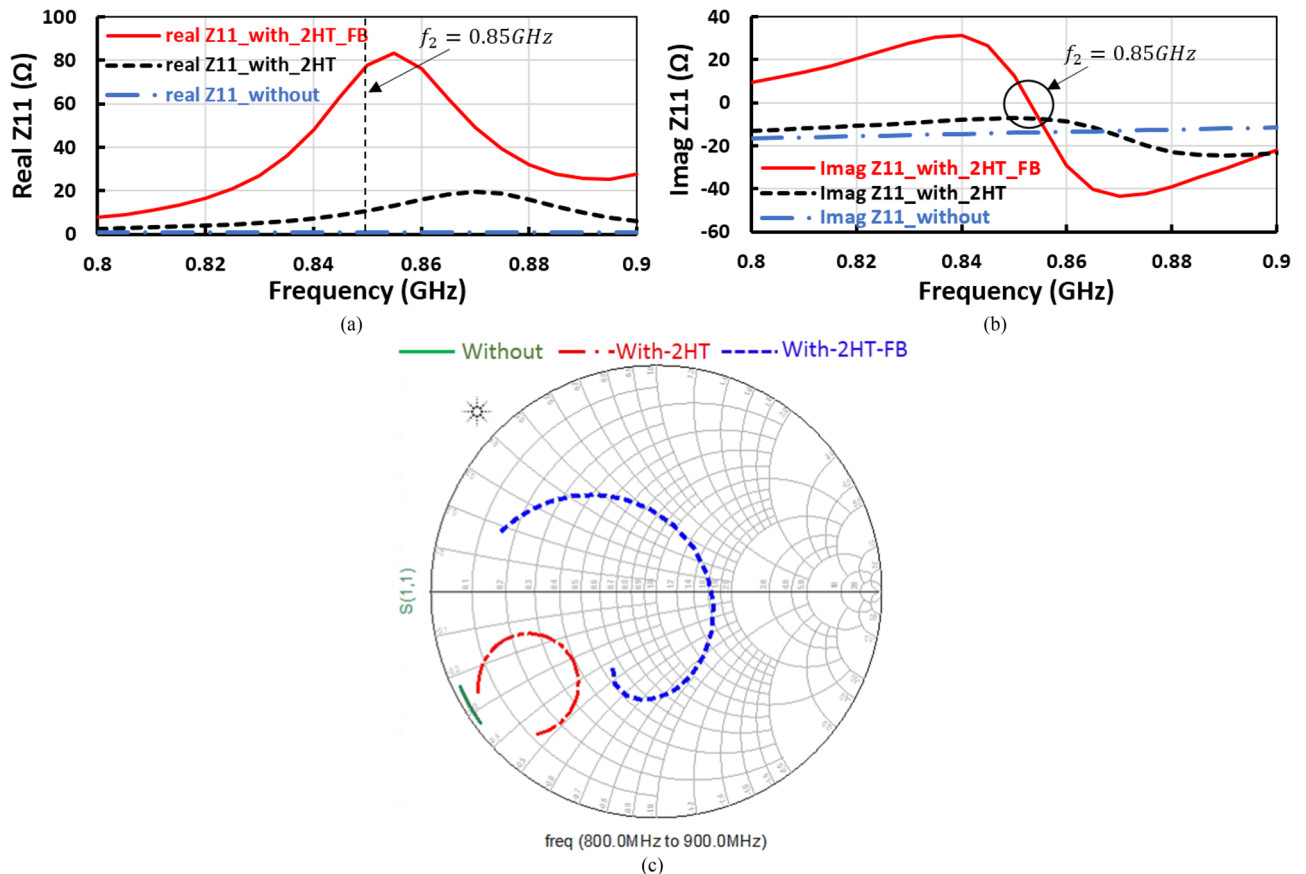 100
80
60
40
20
0
Real Z11 (Ω)
real Z11_with_2HT_FB
real Z11_with_2HT
real Z11_without
f₂ = 0.85GHz
0.8 0.82 0.84 0.86 0.88 0.9
Frequency (GHz)
(a)
40
20
0
-20
-40
-60
Imag Z11 (Ω)
f₂ = 0.85GHz
Imag Z11_with_2HT_FB
Imag Z11_with_2HT
Imag Z11_without
0.8 0.82 0.84 0.86 0.88 0.9
Frequency (GHz)
(b)
Without With-2HT With-2HT-FB
S(1,1)
freq (800.0MHz to 900.0MHz)
(c)